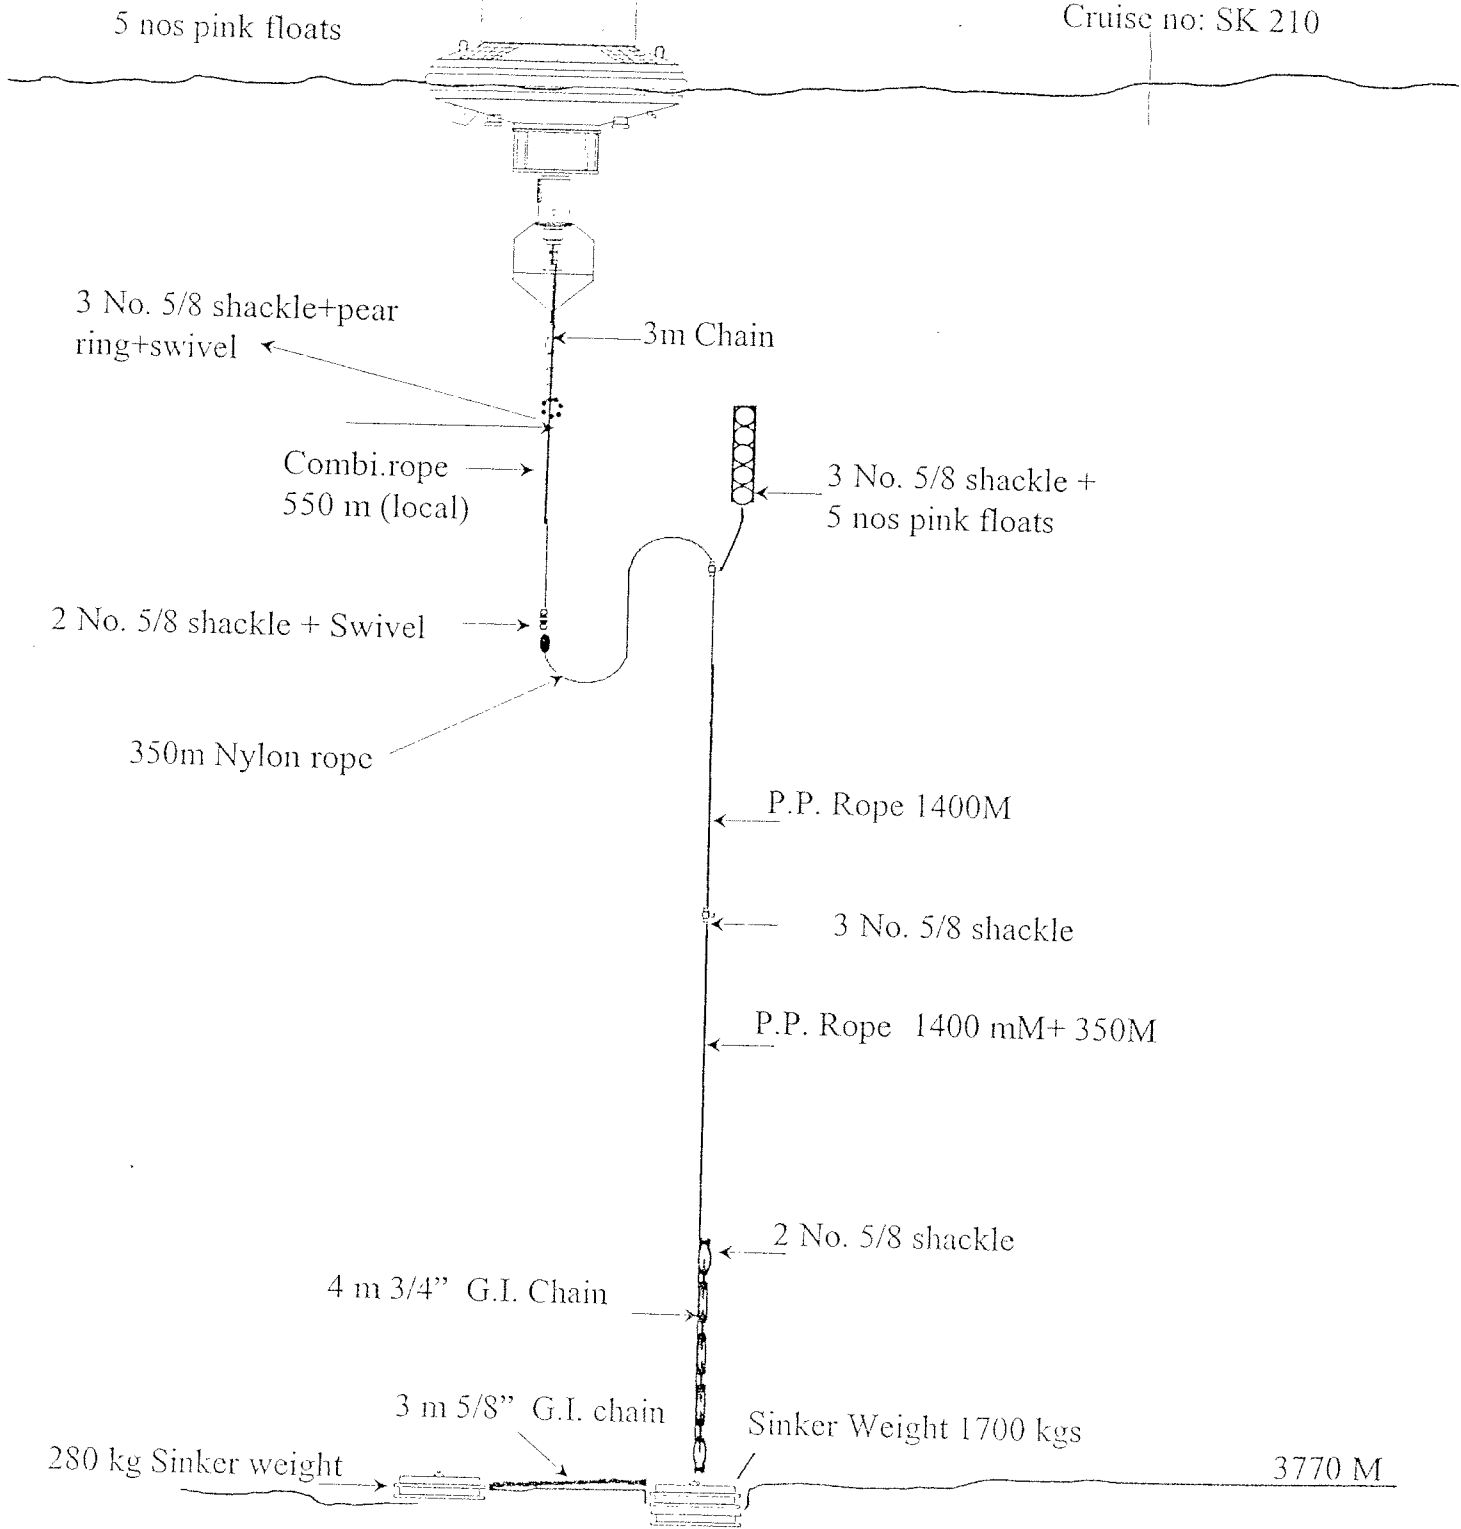 5 nos pink floats
Cruise no: SK 210
3 No. 5/8 shackle+pear
ring+swivel
3m Chain
Combi.rope
550 m (local)
3 No. 5/8 shackle +
5 nos pink floats
2 No. 5/8 shackle + Swivel
350m Nylon rope
P.P. Rope 1400M
3 No. 5/8 shackle
P.P. Rope 1400 mM+ 350M
2 No. 5/8 shackle
4 m 3/4” G.I. Chain
3 m 5/8” G.I. chain
Sinker Weight 1700 kgs
280 kg Sinker weight
3770 M